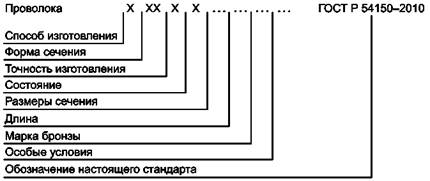 Проволока X XX X X ... ... ... ... ГОСТ Р 54150–2010
Способ изготовления
Форма сечения
Точность изготовления
Состояние
Размеры сечения
Длина
Марка бронзы
Особые условия
Обозначение настоящего стандарта